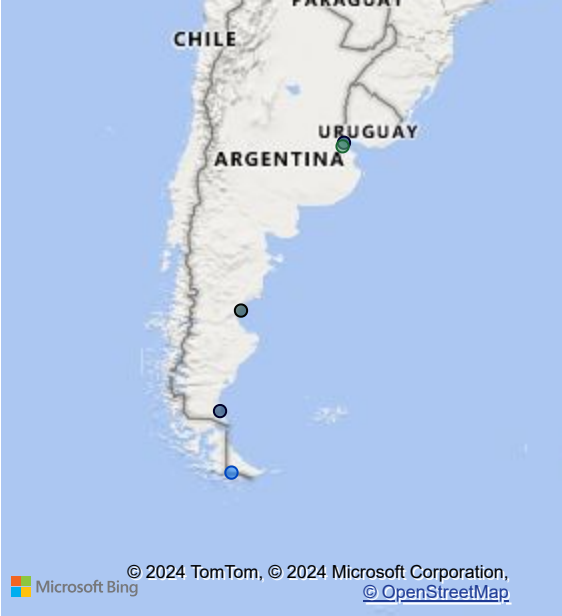 PARAGUAY
CHILE
URUGUAY
ARGENTINA
© 2024 TomTom, © 2024 Microsoft Corporation,
Microsoft Bing
© OpenStreetMap